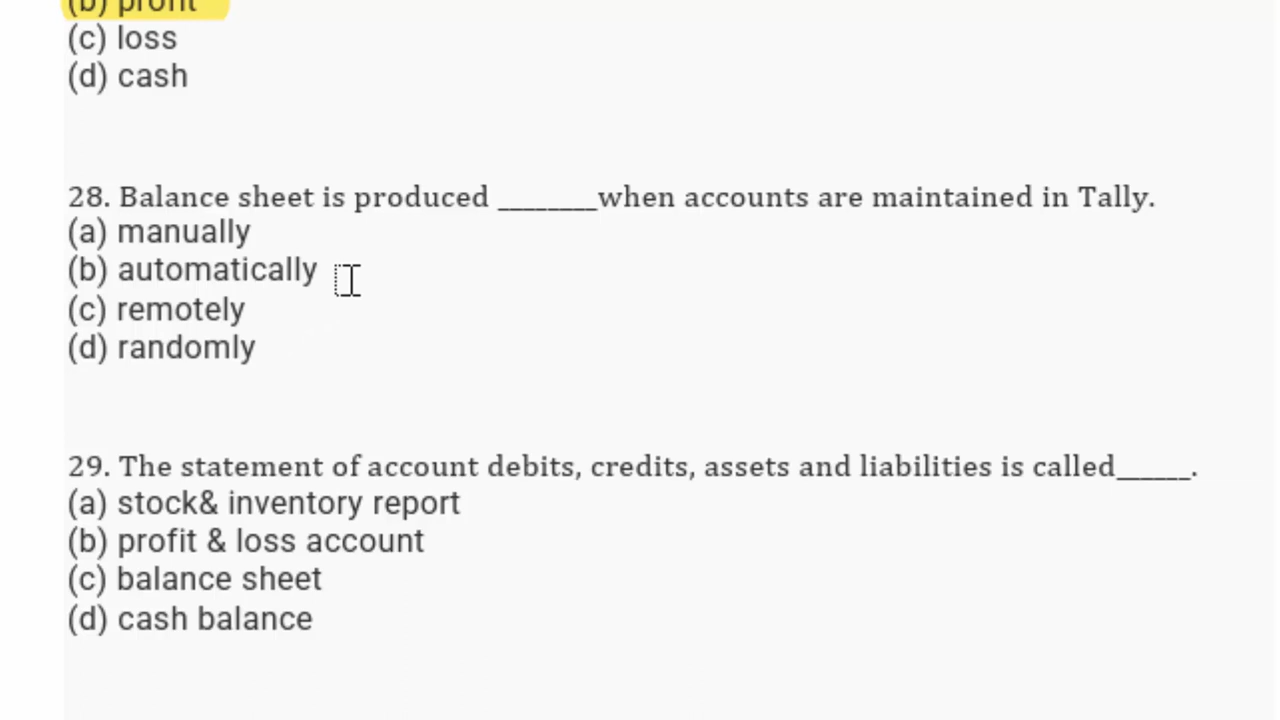 (b) profit
(c) loss
(d) cash
28. Balance sheet is produced ________when accounts are maintained in Tally.
(a) manually
(b) automatically
(c) remotely
(d) randomly
29. The statement of account debits, credits, assets and liabilities is called______.
(a) stock& inventory report
(b) profit & loss account
(c) balance sheet
(d) cash balance